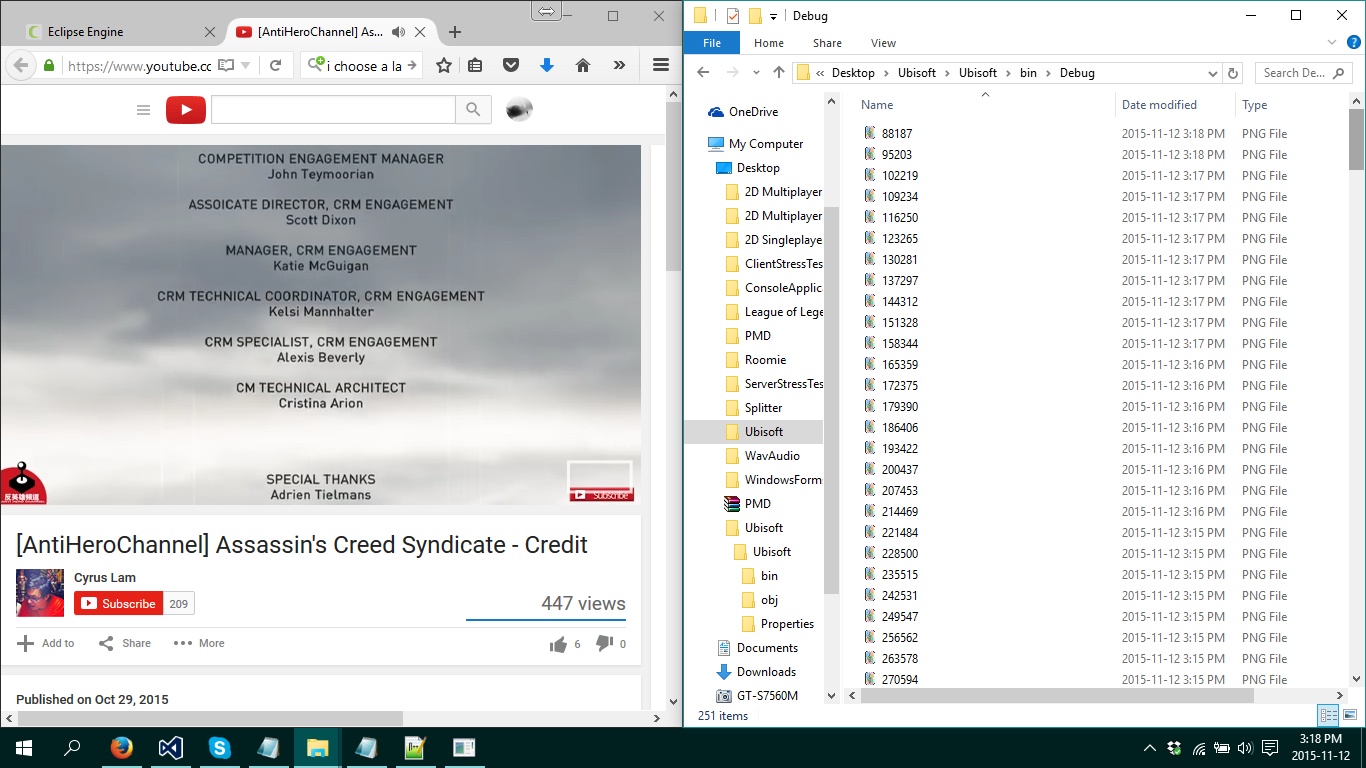 Eclipse Engine
[AntiHeroChannel] As...
https://www.youtube.cc
i choose a la
COMPETITION ENGAGEMENT MANAGER
John Teymoorian
ASSOICATE DIRECTOR, CRM ENGAGEMENT
Scott Dixon
MANAGER, CRM ENGAGEMENT
Katie McGuigan
CRM TECHNICAL COORDINATOR, CRM ENGAGEMENT
Kelsi Mannhalter
CRM SPECIALIST, CRM ENGAGEMENT
Alexis Beverly
CM TECHNICAL ARCHITECT
Cristina Arion
SPECIAL THANKS
Adrien Tielmans
反英雄頻道
Subscribe
[AntiHeroChannel] Assassin's Creed Syndicate - Credit
Cyrus Lam
Subscribe 209
447 views
Add to Share More 6 0
Published on Oct 29, 2015
Debug
File Home Share View
« Desktop › Ubisoft › Ubisoft › bin › Debug
Search De...
OneDrive
My Computer
Desktop
2D Multiplayer
2D Multiplayer
2D Singleplaye
ClientStressTes
ConsoleApplic
League of Lege
PMD
Roomie
ServerStressTes
Splitter
Ubisoft
WavAudio
WindowsForm
PMD
Ubisoft
Ubisoft
bin
obj
Properties
Documents
Downloads
GT-S7560M
Name Date modified Type
88187 2015-11-12 3:18 PM PNG File
95203 2015-11-12 3:18 PM PNG File
102219 2015-11-12 3:17 PM PNG File
109234 2015-11-12 3:17 PM PNG File
116250 2015-11-12 3:17 PM PNG File
123265 2015-11-12 3:17 PM PNG File
130281 2015-11-12 3:17 PM PNG File
137297 2015-11-12 3:17 PM PNG File
144312 2015-11-12 3:17 PM PNG File
151328 2015-11-12 3:17 PM PNG File
158344 2015-11-12 3:17 PM PNG File
165359 2015-11-12 3:16 PM PNG File
172375 2015-11-12 3:16 PM PNG File
179390 2015-11-12 3:16 PM PNG File
186406 2015-11-12 3:16 PM PNG File
193422 2015-11-12 3:16 PM PNG File
200437 2015-11-12 3:16 PM PNG File
207453 2015-11-12 3:16 PM PNG File
214469 2015-11-12 3:16 PM PNG File
221484 2015-11-12 3:15 PM PNG File
228500 2015-11-12 3:15 PM PNG File
235515 2015-11-12 3:15 PM PNG File
242531 2015-11-12 3:15 PM PNG File
249547 2015-11-12 3:15 PM PNG File
256562 2015-11-12 3:15 PM PNG File
263578 2015-11-12 3:15 PM PNG File
270594 2015-11-12 3:15 PM PNG File
251 items
3:18 PM
2015-11-12